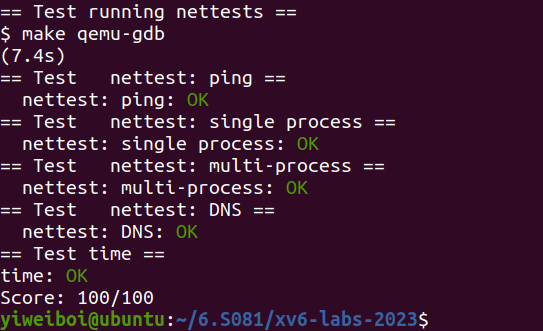 == Test running nettests ==
$ make qemu-gdb
(7.4s)
== Test   nettest: ping ==
  nettest: ping: OK
== Test   nettest: single process ==
  nettest: single process: OK
== Test   nettest: multi-process ==
  nettest: multi-process: OK
== Test   nettest: DNS ==
  nettest: DNS: OK
== Test time ==
time: OK
Score: 100/100
yiweiboi@ubuntu:~/6.S081/xv6-labs-2023$